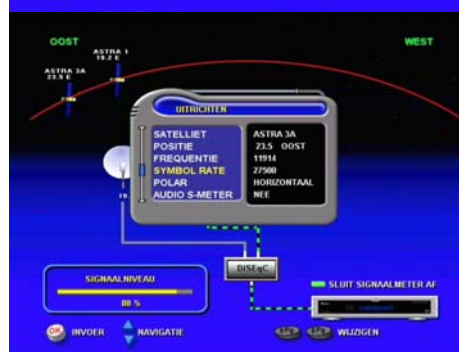 OOST
WEST
ASTRA 1
19.2 E
ASTRA 3A
23.5 E
UITRICHTEN
SATELLIET ASTRA 3A
POSITIE 23.5 OOST
FREQUENTIE 11914
SYMBOL RATE 27500
POLAR HORIZONTAAL
AUDIO S-METER NEE
19.
DISEqC
SIGNAALNIVEAU
88 %
SLUIT SIGNAALMETER AF
OK INVOER
NAVIGATIE
WIJZIGEN